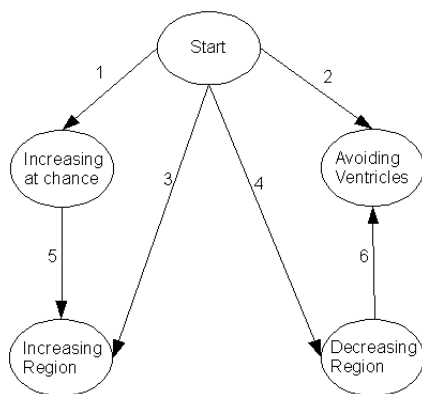 Start
1
2
Increasing
at chance
Avoiding
Ventricles
3
4
5
6
Increasing
Region
Decreasing
Region